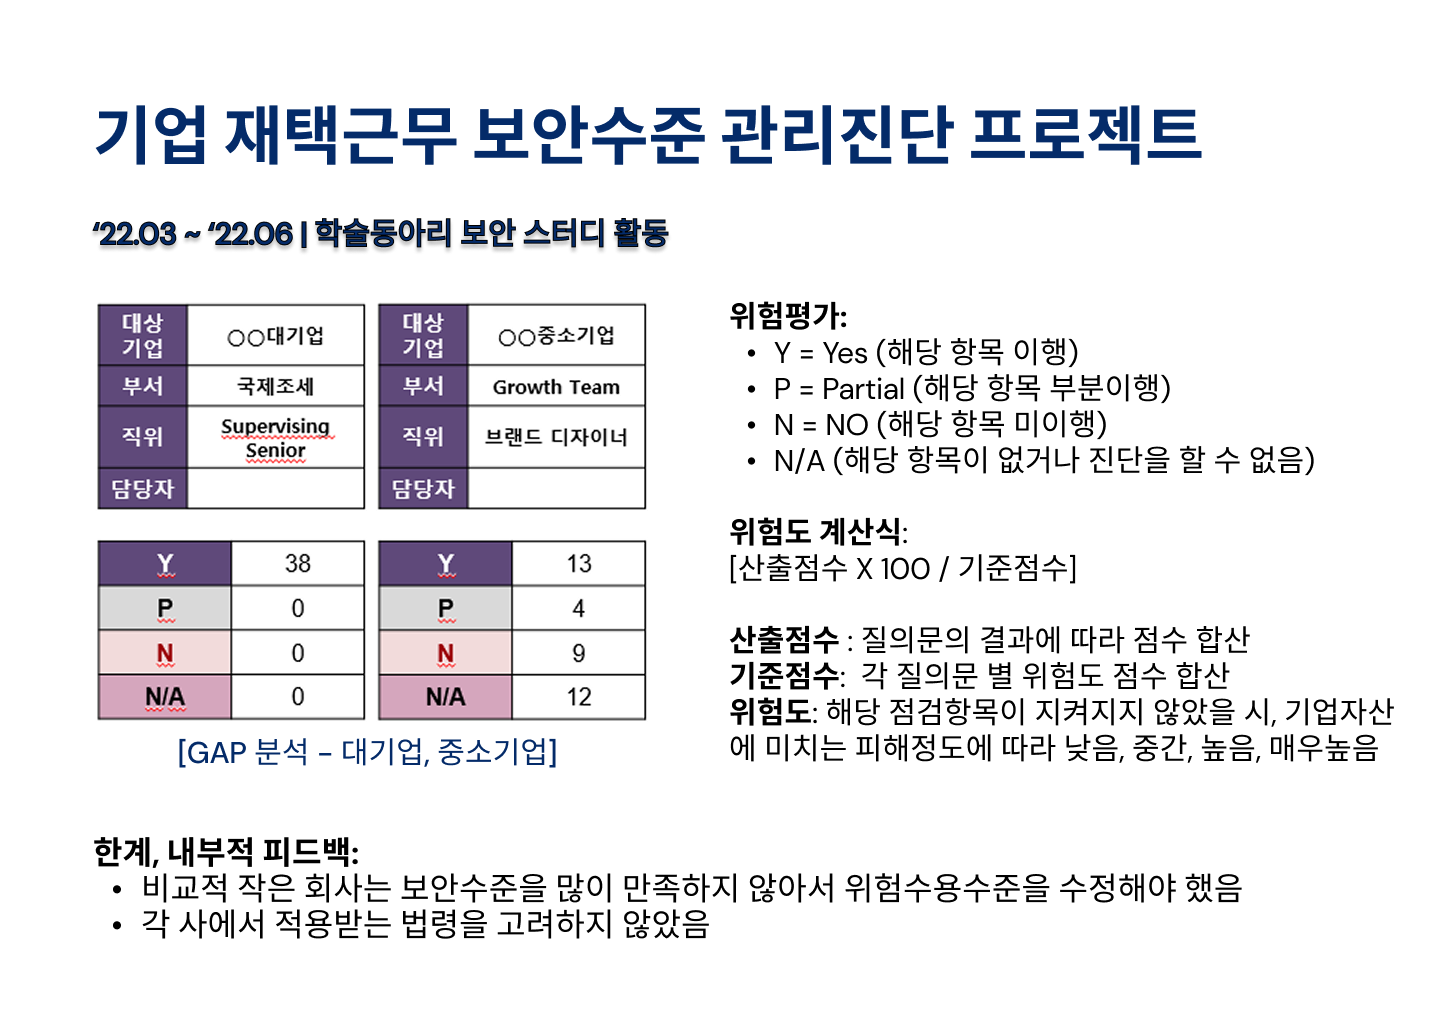 기업 재택근무 보안수준 관리진단 프로젝트
‘22.03 ~ ‘22.06 | 학술동아리 보안 스터디 활동
대상
기업
○○대기업
부서
국제조세
직위
Supervising
Senior
담당자
대상
기업
○○중소기업
부서
Growth Team
직위
브랜드 디자이너
담당자
Y 38
P 0
N 0
N/A 0
Y 13
P 4
N 9
N/A 12
[GAP 분석 – 대기업, 중소기업]
위험평가:
• Y = Yes (해당 항목 이행)
• P = Partial (해당 항목 부분이행)
• N = NO (해당 항목 미이행)
• N/A (해당 항목이 없거나 진단을 할 수 없음)
위험도 계산식:
[산출점수 X 100 / 기준점수]
산출점수 : 질의문의 결과에 따라 점수 합산
기준점수: 각 질의문 별 위험도 점수 합산
위험도: 해당 점검항목이 지켜지지 않았을 시, 기업자산
에 미치는 피해정도에 따라 낮음, 중간, 높음, 매우높음
한계, 내부적 피드백:
• 비교적 작은 회사는 보안수준을 많이 만족하지 않아서 위험수용수준을 수정해야 했음
• 각 사에서 적용받는 법령을 고려하지 않았음